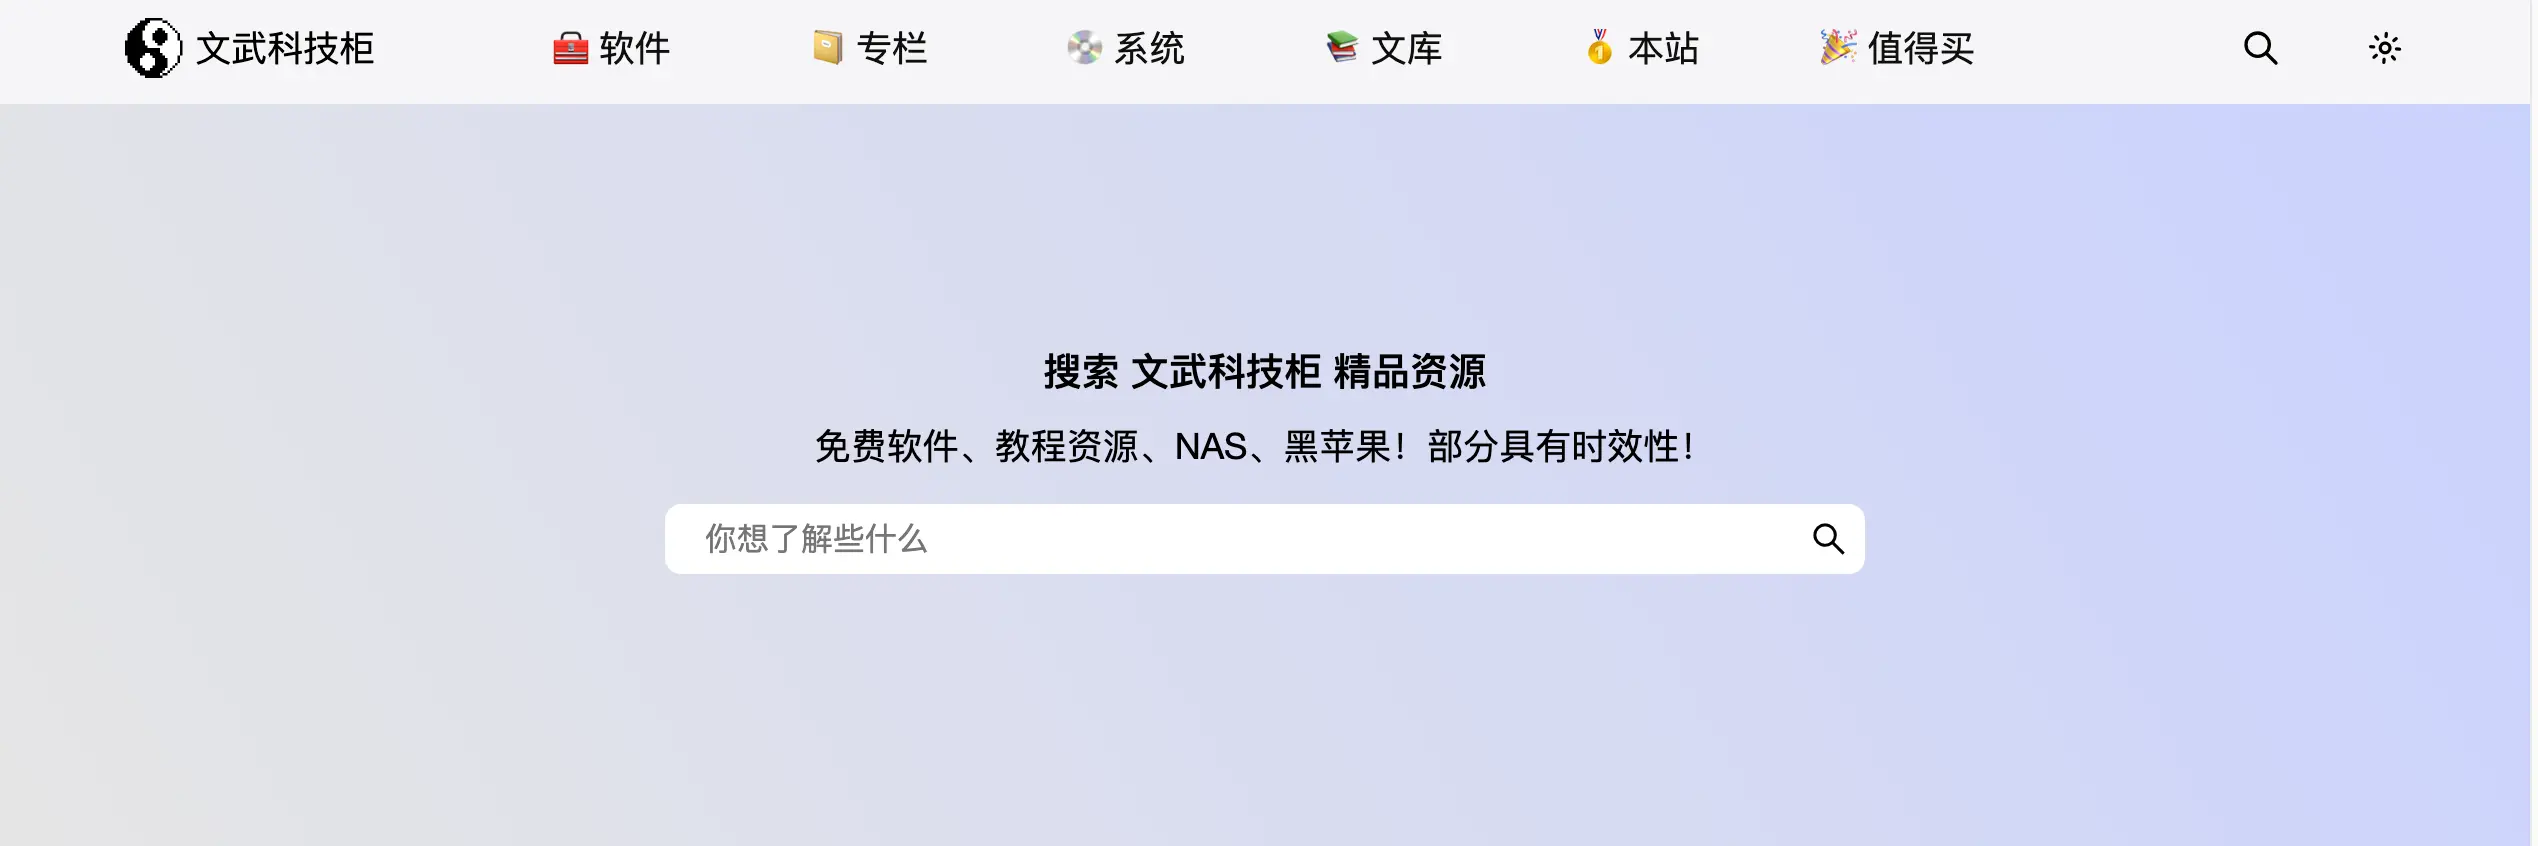 文武科技柜 软件 专栏 系统 文库 本站 值得买
搜索 文武科技柜 精品资源
免费软件、教程资源、NAS、黑苹果！部分具有时效性！
你想了解些什么